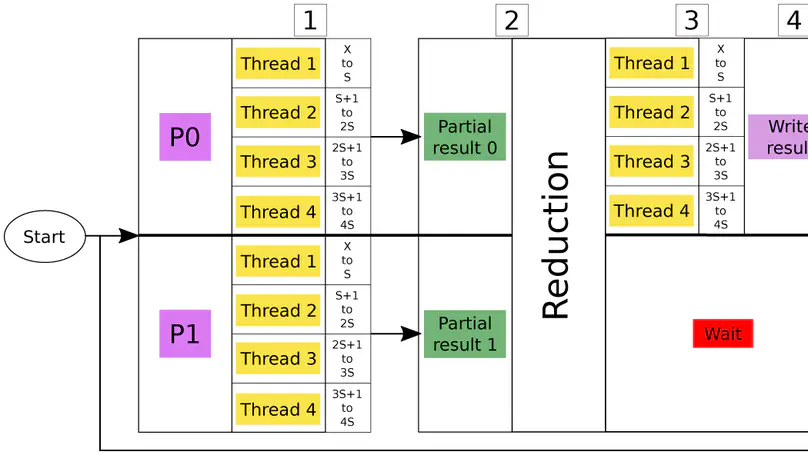 1
2
3
4
Start
P0
Thread 1
X
to
S
Thread 2
S+1
to
2S
Thread 3
2S+1
to
3S
Thread 4
3S+1
to
4S
P1
Thread 1
X
to
S
Thread 2
S+1
to
2S
Thread 3
2S+1
to
3S
Thread 4
3S+1
to
4S
Partial
result 0
Partial
result 1
Reduction
Thread 1
X
to
S
Thread 2
S+1
to
2S
Thread 3
2S+1
to
3S
Thread 4
3S+1
to
4S
Write
resul
Wait